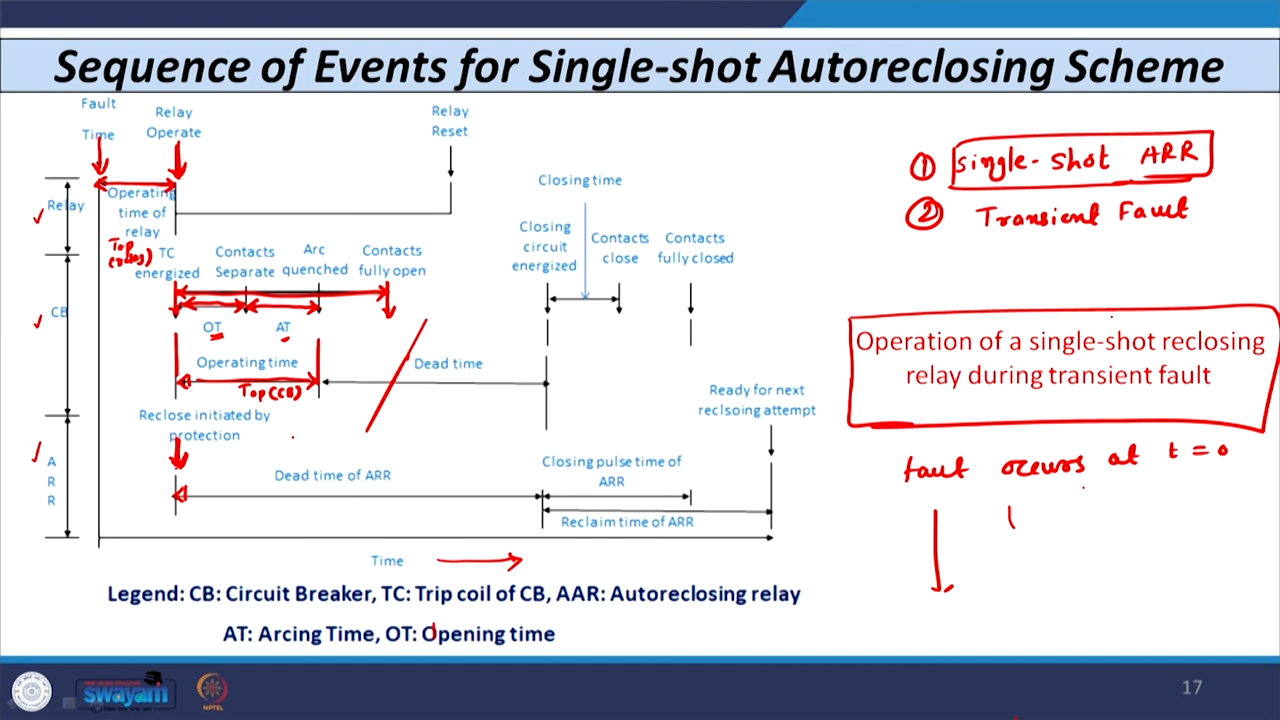 Sequence of Events for Single-shot Autoreclosing Scheme
Fault
Time
Relay
Operate
Relay
Reset
Relay
Operating
time of
relay
Top
Closing time
CB
TC
energized
Contacts
Separate
Arc
quenched
Contacts
fully open
Closing
circuit
energized
Contacts
close
Contacts
fully closed
OT
AT
Operating time
Top(CB)
Dead time
Ready for next
reclsoing attempt
A
R
R
Reclose initiated by
protection
Dead time of ARR
Closing pulse time of
ARR
Reclaim time of ARR
Time
Legend: CB: Circuit Breaker, TC: Trip coil of CB, AAR: Autoreclosing relay
AT: Arcing Time, OT: Opening time
① Single-shot ARR
② Transient Fault
Operation of a single-shot reclosing
relay during transient fault
fault occurs at t = 0
swayam
NPTEL
17